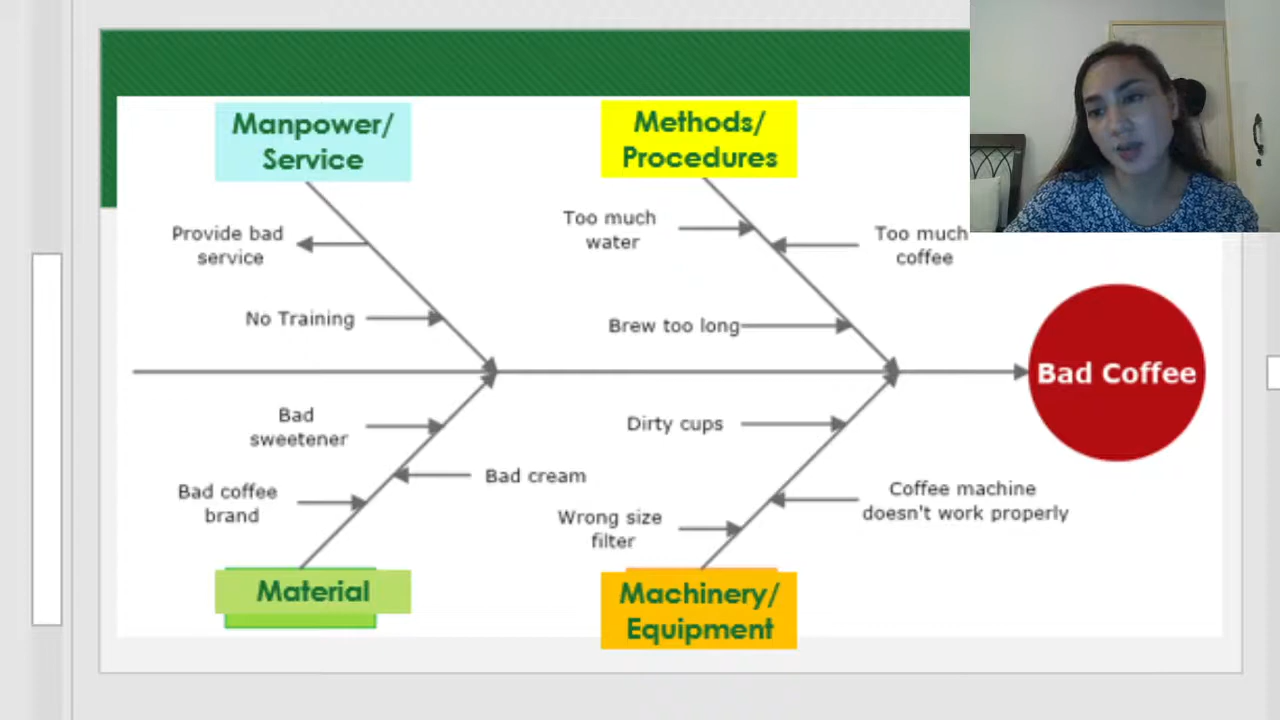 Manpower/
Service
Methods/
Procedures
Provide bad
service
Too much
water
Too much
coffee
No Training
Brew too long
Bad Coffee
Bad
sweetener
Dirty cups
Bad cream
Bad coffee
brand
Coffee machine
doesn't work properly
Wrong size
filter
Material
Machinery/
Equipment